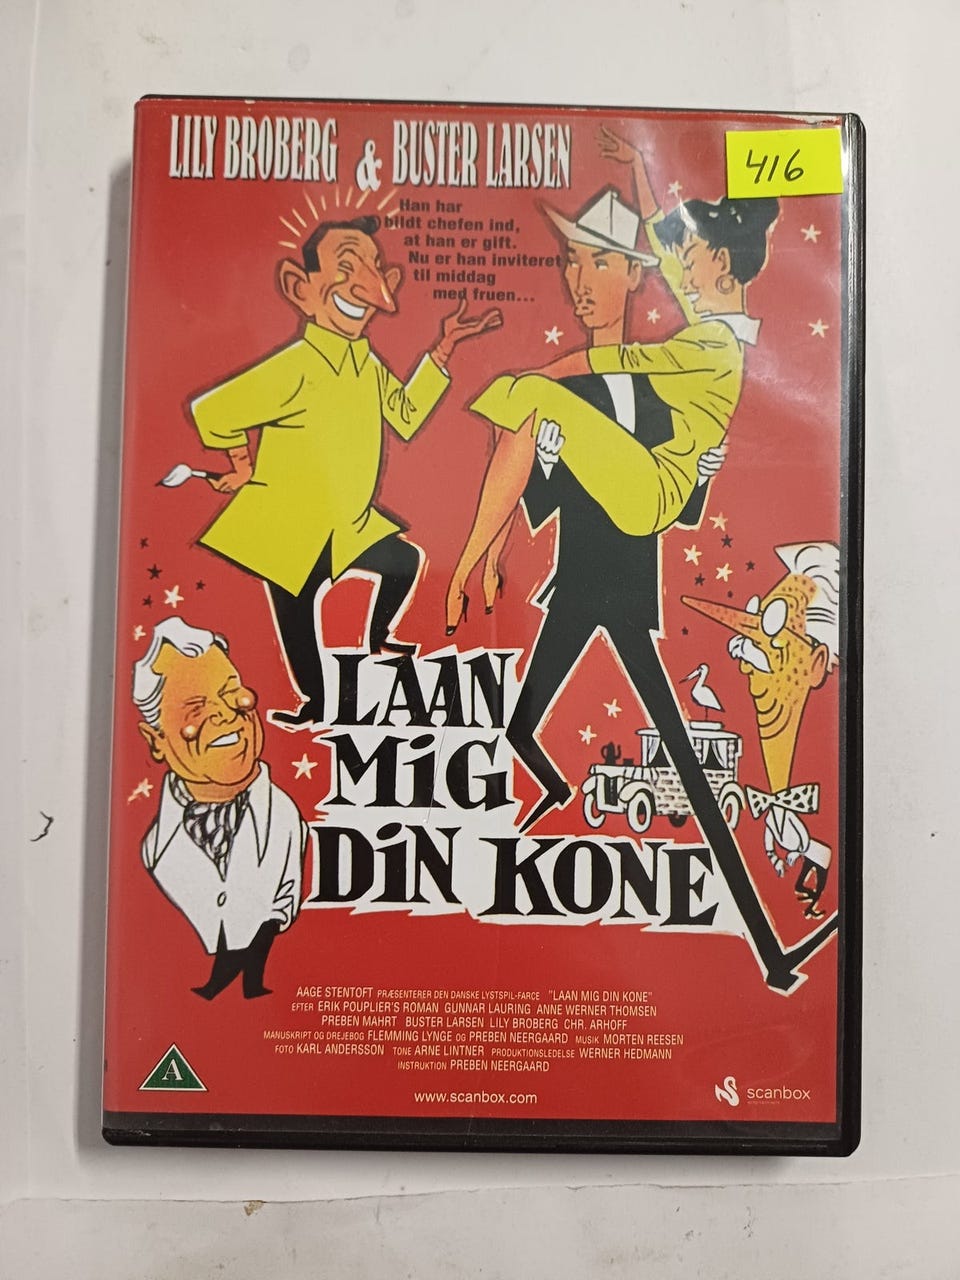 LILY BROBERG & BUSTER LARSEN
416
Han har
bildt chefen ind,
at han er gift.
Nu er han inviteret
til middag
med fruen...
LAAN
MiG
DiN KONE
AAGE STENTOFT PRÆSENTERER DEN DANSKE LYSTSPIL-FARCE "LAAN MIG DIN KONE"
EFTER ERIK POUPLIER'S ROMAN GUNNAR LAURING ANNE WERNER THOMSEN
PREBEN MAHRT BUSTER LARSEN LILY BROBERG CHR. ARHOFF
MANUSKRIPT OG DREJEBOG FLEMMING LYNGE OG PREBEN NEERGAARD MUSIK MORTEN REESEN
FOTO KARL ANDERSSON TONE ARNE LINTNER PRODUKTIONSLEDELSE WERNER HEDMANN
INSTRUKTION PREBEN NEERGAARD
A
www.scanbox.com
scanbox